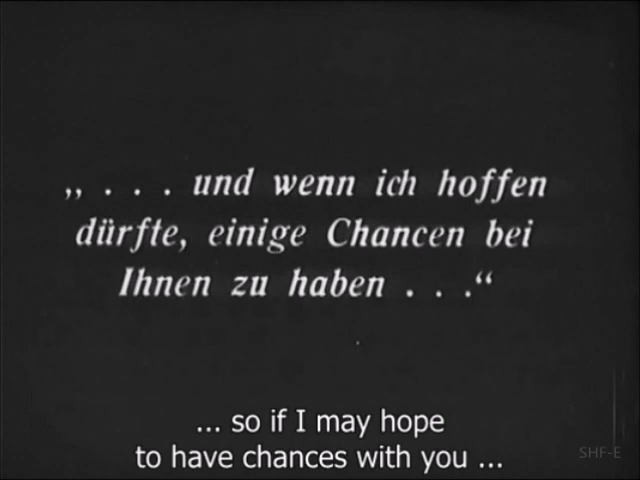 „ . . . und wenn ich hoffen
dürfte, einige Chancen bei
Ihnen zu haben . . .“
... so if I may hope
to have chances with you ...
SHF-E